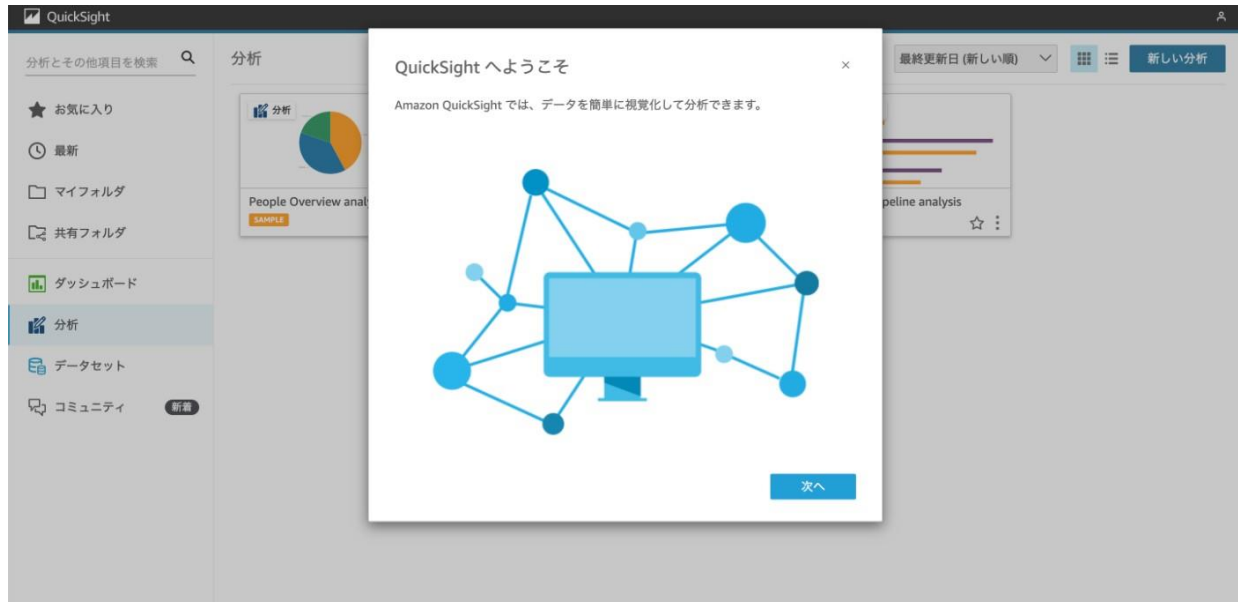 QuickSight
分析とその他項目を検索
お気に入り
最新
マイフォルダ
共有フォルダ
ダッシュボード
分析
データセット
コミュニティ 新着
分析
最終更新日 (新しい順)
新しい分析
分析
People Overview anal
SAMPLE
peline analysis
QuickSight へようこそ
Amazon QuickSight では、データを簡単に視覚化して分析できます。
次へ